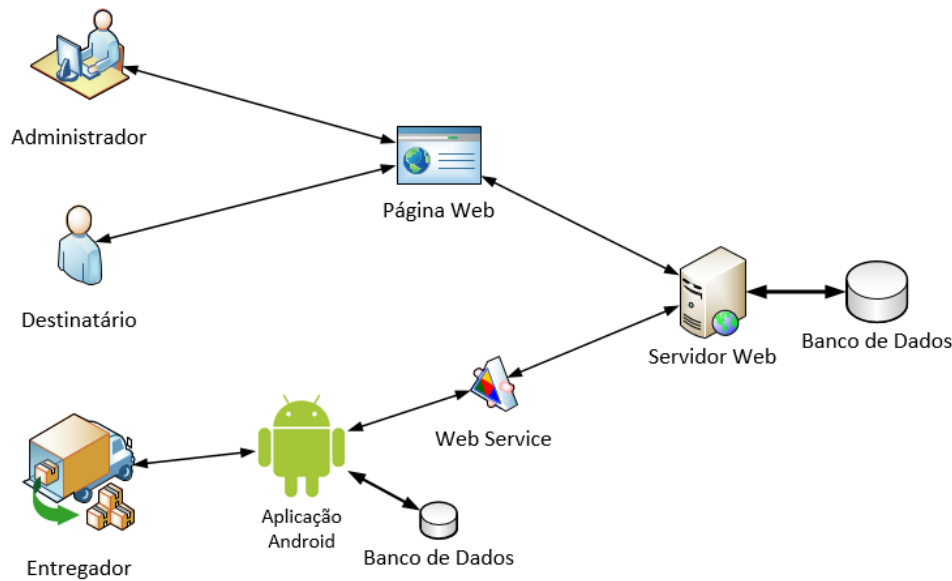 Administrador
Página Web
Destinatário
Servidor Web
Banco de Dados
Web Service
Aplicação
Android
Banco de Dados
Entregador